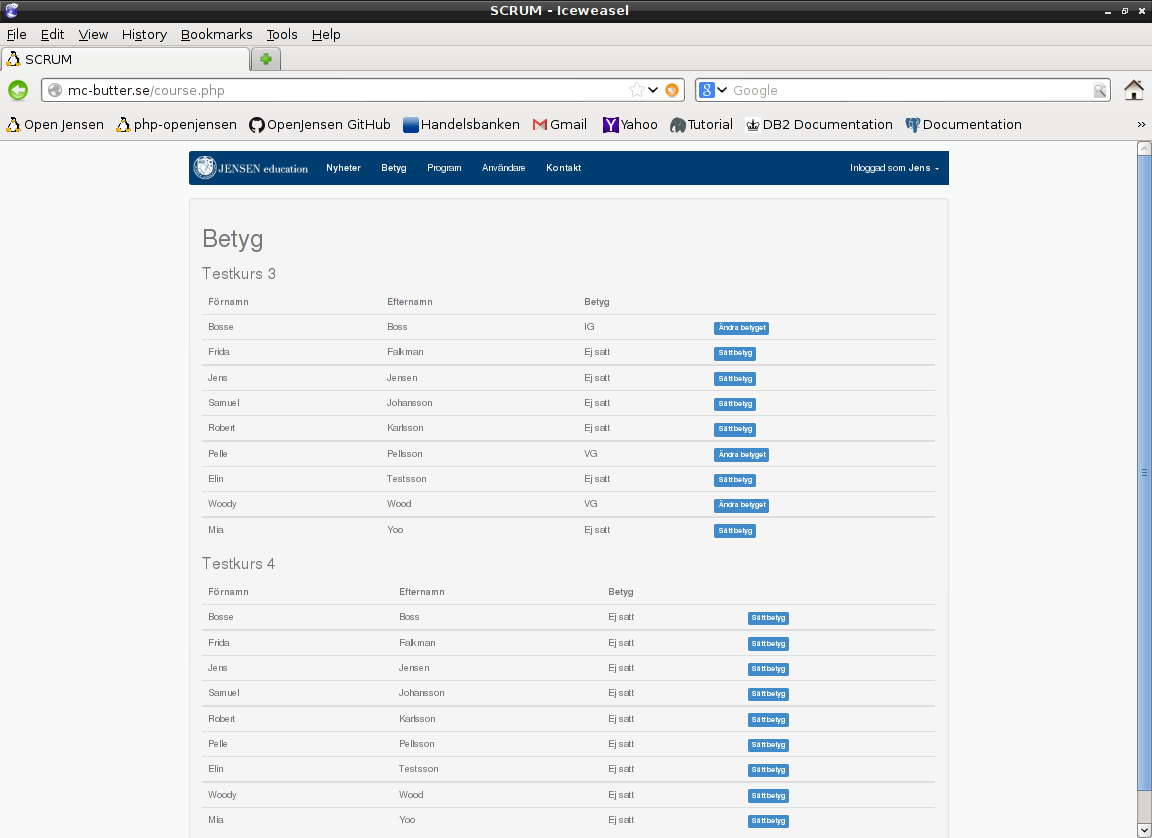 SCRUM - Iceweasel
File Edit View History Bookmarks Tools Help
SCRUM
mc-butter.se/course.php
Google
Open Jensen php-openjensen OpenJensen GitHub Handelsbanken Gmail Yahoo Tutorial DB2 Documentation Documentation »
JENSEN education Nyheter Betyg Program Användare Kontakt Inloggad som Jens
Betyg
Testkurs 3
Förnamn Efternamn Betyg
Bosse Boss IG Ändra betyget
Frida Falkman Ej satt Sätt betyg
Jens Jensen Ej satt Sätt betyg
Samuel Johansson Ej satt Sätt betyg
Robert Karlsson Ej satt Sätt betyg
Pelle Pellsson VG Ändra betyget
Elin Testsson Ej satt Sätt betyg
Woody Wood VG Ändra betyget
Mia Yoo Ej satt Sätt betyg
Testkurs 4
Förnamn Efternamn Betyg
Bosse Boss Ej satt Sätt betyg
Frida Falkman Ej satt Sätt betyg
Jens Jensen Ej satt Sätt betyg
Samuel Johansson Ej satt Sätt betyg
Robert Karlsson Ej satt Sätt betyg
Pelle Pellsson Ej satt Sätt betyg
Elin Testsson Ej satt Sätt betyg
Woody Wood Ej satt Sätt betyg
Mia Yoo Ej satt Sätt betyg